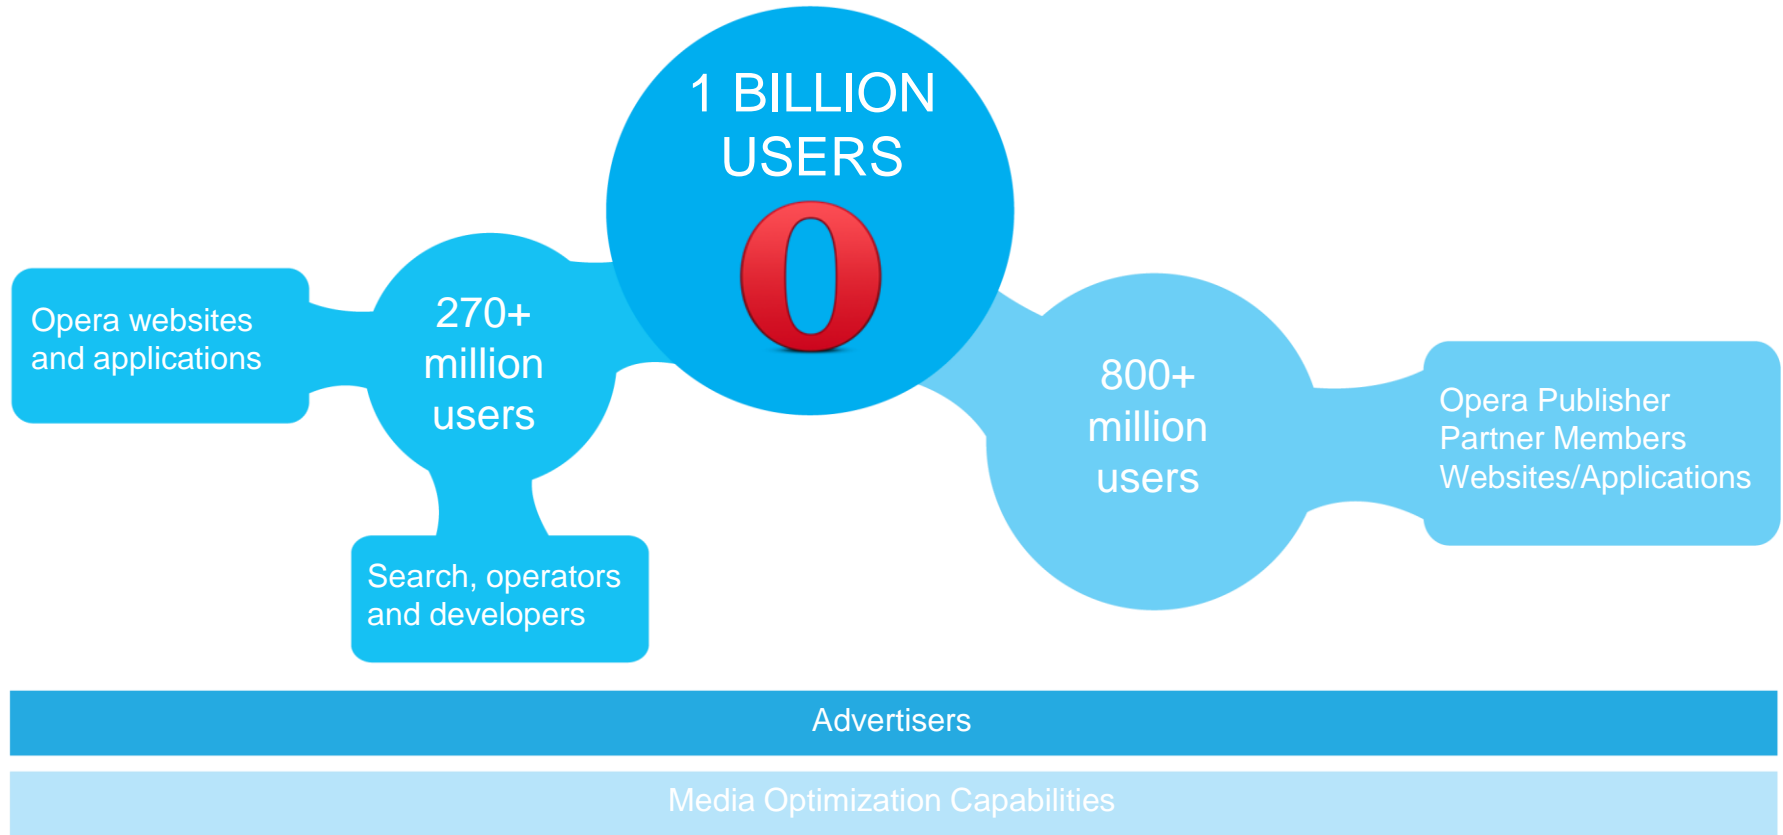 1 BILLION
USERS
Opera websites
and applications
270+
million
users
800+
million
users
Opera Publisher
Partner Members
Websites/Applications
Search, operators
and developers
Advertisers
Media Optimization Capabilities